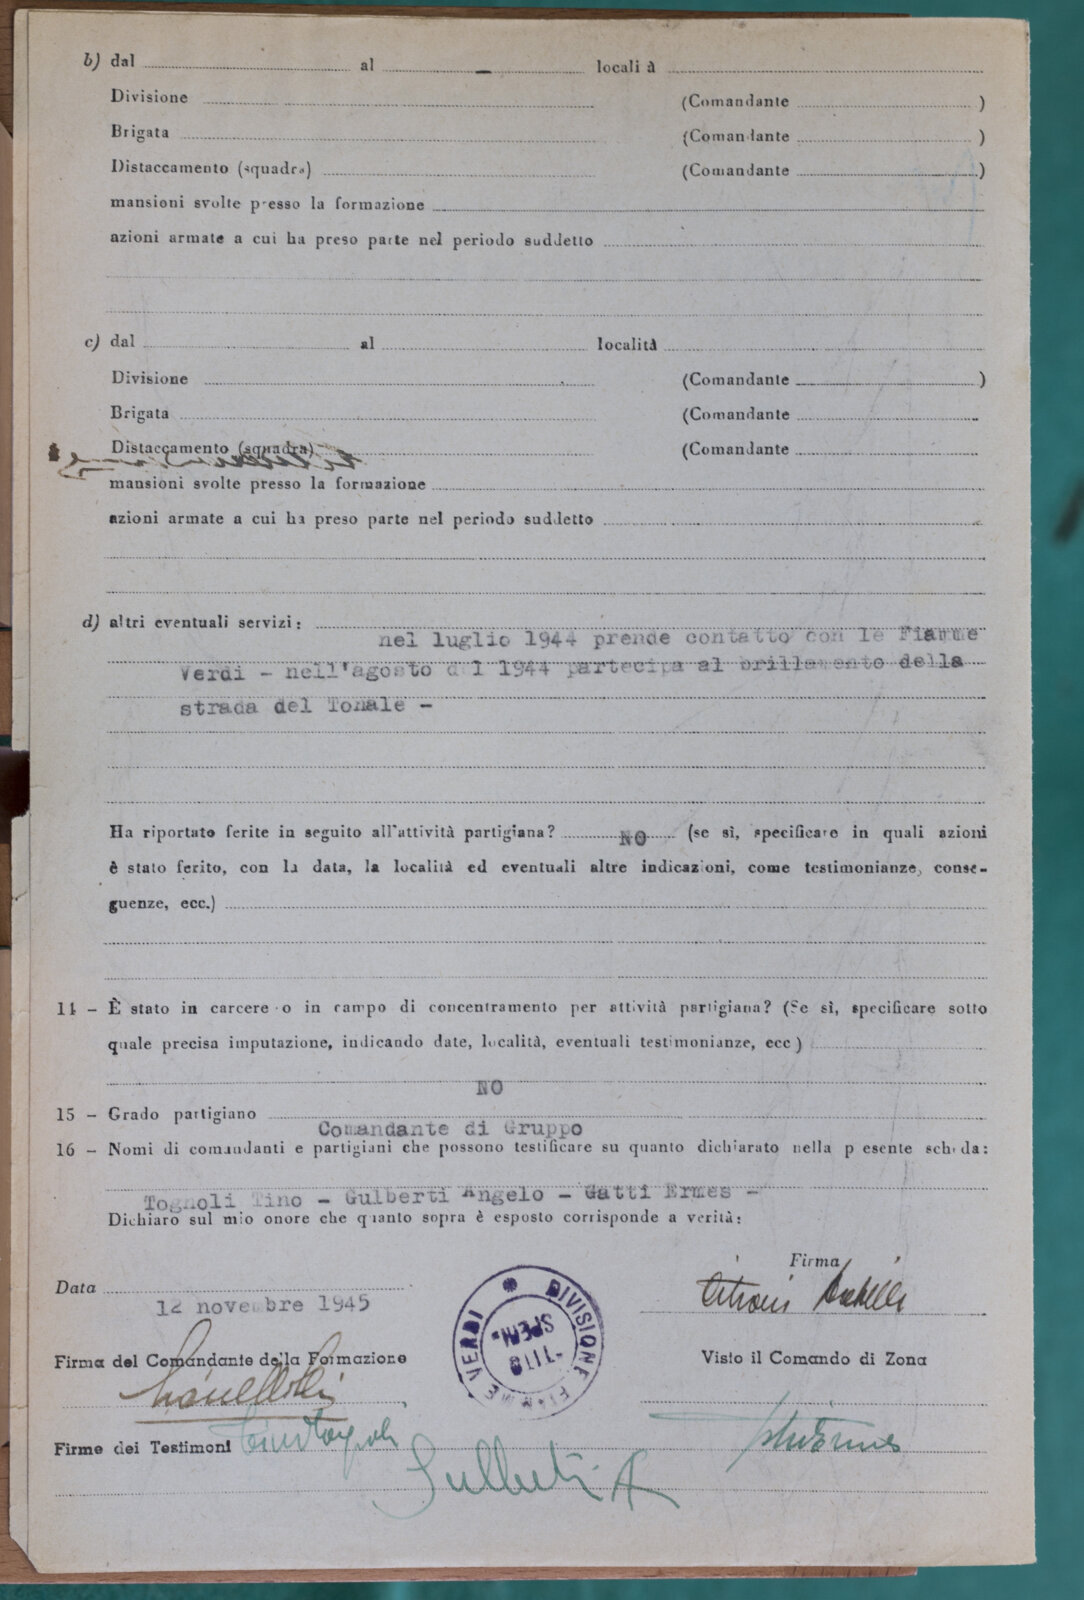 b) dal al - locali à
Divisione (Comandante )
Brigata (Comandante )
Distaccamento (squadra) (Comandante )
mansioni svolte presso la formazione
azioni armate a cui ha preso parte nel periodo suddetto
c) dal al località
Divisione (Comandante )
Brigata (Comandante
Distaccamento (squadra) (Comandante
mansioni svolte presso la formazione
azioni armate a cui ha preso parte nel periodo suddetto
d) altri eventuali servizi:
nel luglio 1944 prende contatto con le Fiamme
Verdi - nell'agosto del 1944 partecipa al brillamento della
strada del Tonale -
Ha riportato ferite in seguito all'attività partigiana? NO (se sì, specificare in quali azioni
è stato ferito, con la data, la località ed eventuali altre indicazioni, come testimonianze, conse-
guenze, ecc.)
14 - È stato in carcere o in campo di concentramento per attività partigiana? (Se sì, specificare sotto
quale precisa imputazione, indicando date, località, eventuali testimonianze, ecc )
NO
15 - Grado partigiano
Comandante di Gruppo
16 - Nomi di comandanti e partigiani che possono testificare su quanto dichiarato nella p esente scheda:
Tognoli Tino - Gulberti Angelo - Gatti Ermes -
Dichiaro sul mio onore che quanto sopra è esposto corrisponde a verità:
Firma
Data
12 novembre 1945
DIVISIONE FIAMME VERDI
"TITO
SPERI"
Firma del Comandante della Formazione
Visto il Comando di Zona
Firme dei Testimoni